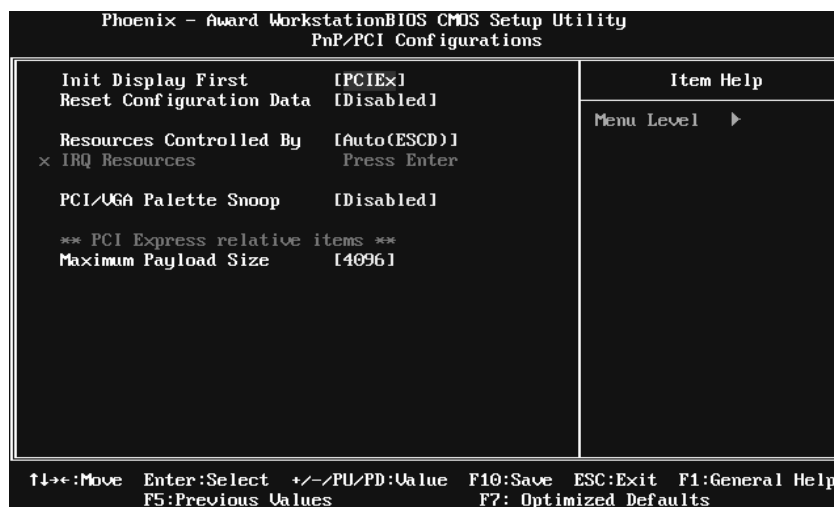 Phoenix - Award WorkstationBIOS CMOS Setup Utility
PnP/PCI Configurations
Init Display First [PCIEx]
Reset Configuration Data [Disabled]
Resources Controlled By [Auto(ESCD)]
x IRQ Resources Press Enter
PCI/VGA Palette Snoop [Disabled]
** PCI Express relative items **
Maximum Payload Size [4096]
Item Help
Menu Level ▶
↑↓→←:Move Enter:Select +/-/PU/PD:Value F10:Save ESC:Exit F1:General Help
F5:Previous Values F7: Optimized Defaults